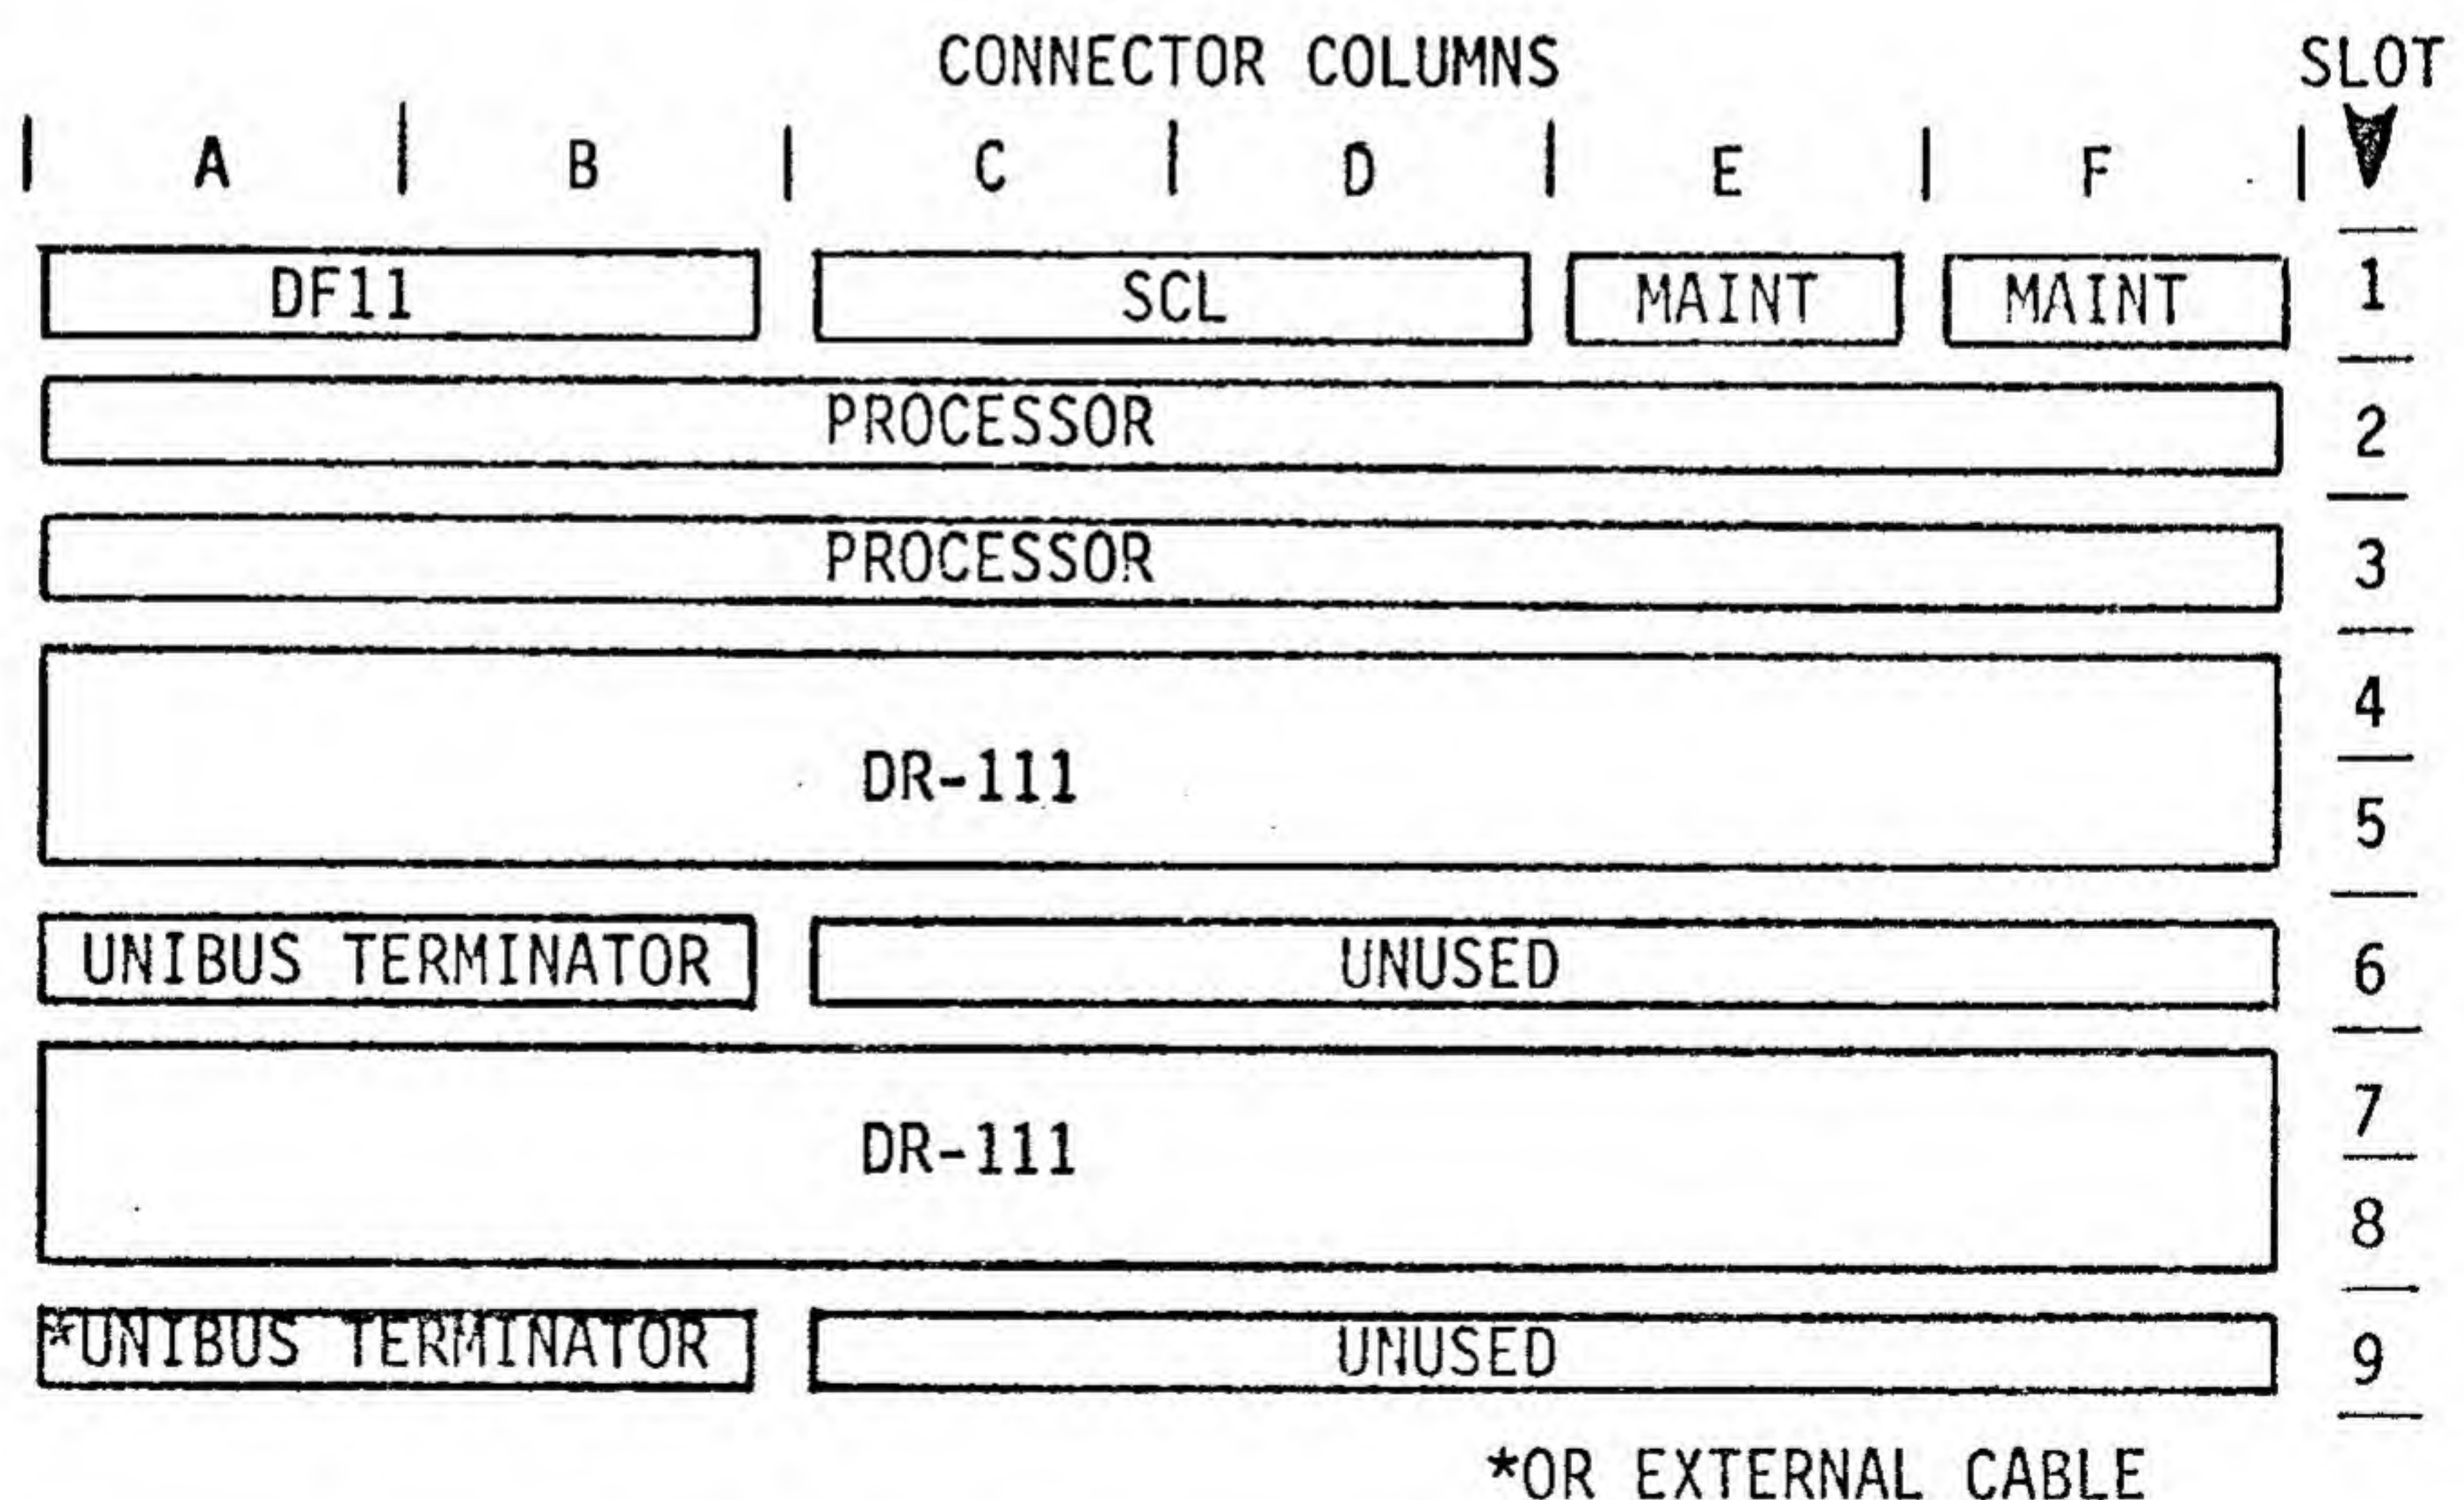 CONNECTOR COLUMNS SLOT
| A | B | C | D | E | F |
DF11 SCL MAINT MAINT 1
PROCESSOR 2
PROCESSOR 3
4
DR-111
5
UNIBUS TERMINATOR UNUSED 6
7
DR-111
8
*UNIBUS TERMINATOR UNUSED 9
*OR EXTERNAL CABLE